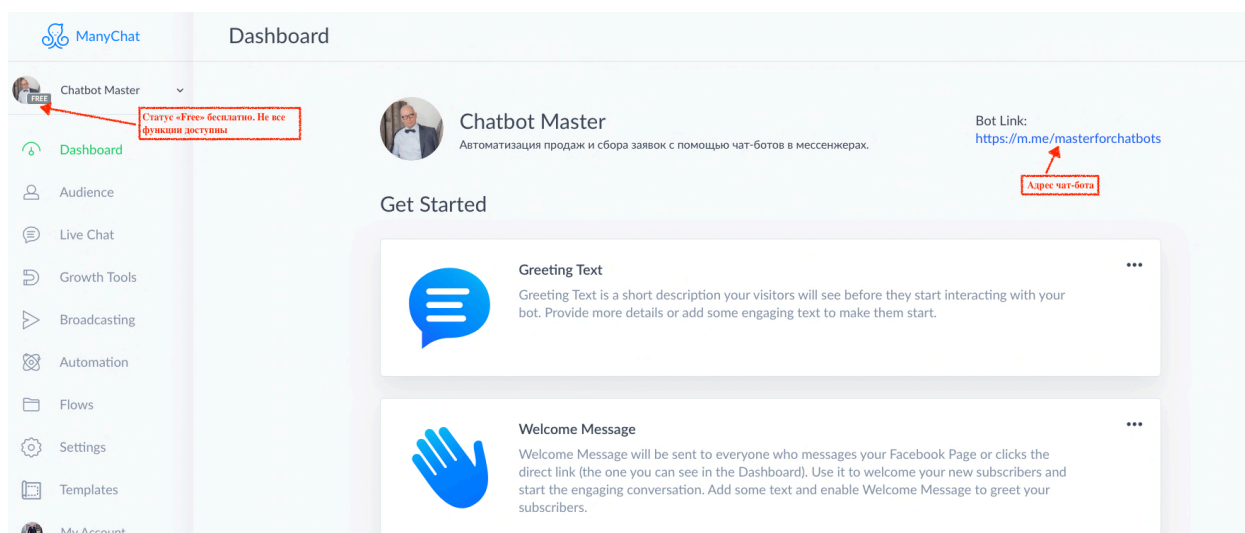 ManyChat
Dashboard
FREE
Chatbot Master
Статус «Free» бесплатно. Не все
функции доступны
Dashboard
Audience
Live Chat
Growth Tools
Broadcasting
Automation
Flows
Settings
Templates
My Account
Chatbot Master
Автоматизация продаж и сбора заявок с помощью чат-ботов в мессенжерах.
Bot Link:
https://m.me/masterforchatbots
Адрес чат-бота
Get Started
Greeting Text
Greeting Text is a short description your visitors will see before they start interacting with your
bot. Provide more details or add some engaging text to make them start.
Welcome Message
Welcome Message will be sent to everyone who messages your Facebook Page or clicks the
direct link (the one you can see in the Dashboard). Use it to welcome your new subscribers and
start the engaging conversation. Add some text and enable Welcome Message to greet your
subscribers.